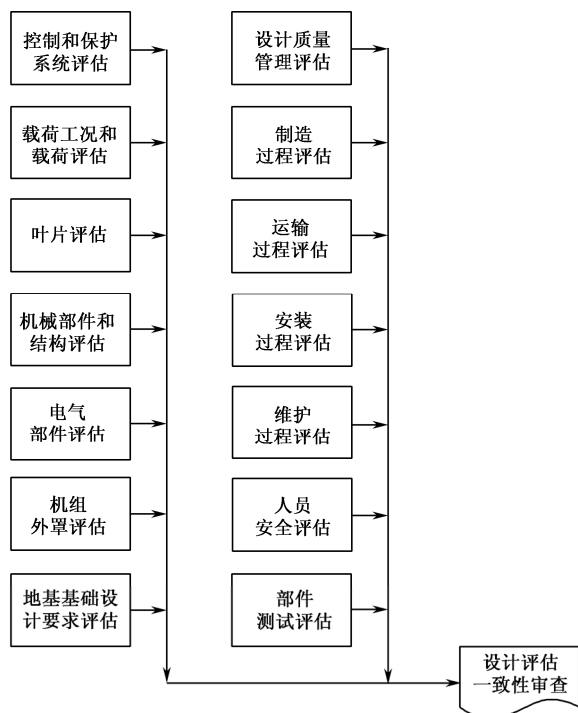 控制和保护
系统评估
载荷工况和
载荷评估
叶片评估
机械部件和
结构评估
电气
部件评估
机组
外罩评估
地基基础设
计要求评估
设计质量
管理评估
制造
过程评估
运输
过程评估
安装
过程评估
维护
过程评估
人员
安全评估
部件
测试评估
设计评估
一致性审查